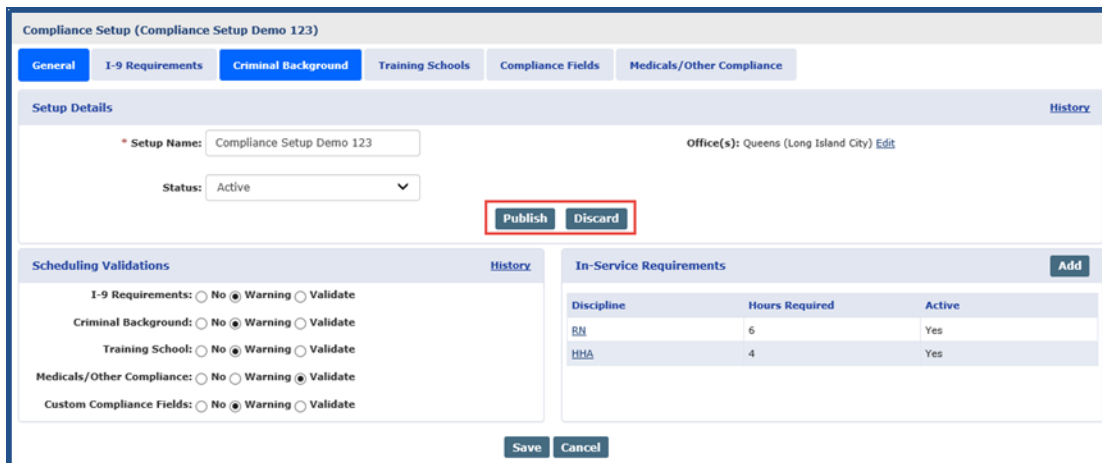 Compliance Setup (Compliance Setup Demo 123)
General I-9 Requirements Criminal Background Training Schools Compliance Fields Medicals/Other Compliance
Setup Details History
* Setup Name: Compliance Setup Demo 123 Office(s): Queens (Long Island City) Edit
Status: Active
Publish Discard
Scheduling Validations History
I-9 Requirements: No Warning Validate
Criminal Background: No Warning Validate
Training School: No Warning Validate
Medicals/Other Compliance: No Warning Validate
Custom Compliance Fields: No Warning Validate
In-Service Requirements Add
Discipline Hours Required Active
RN 6 Yes
HHA 4 Yes
Save Cancel